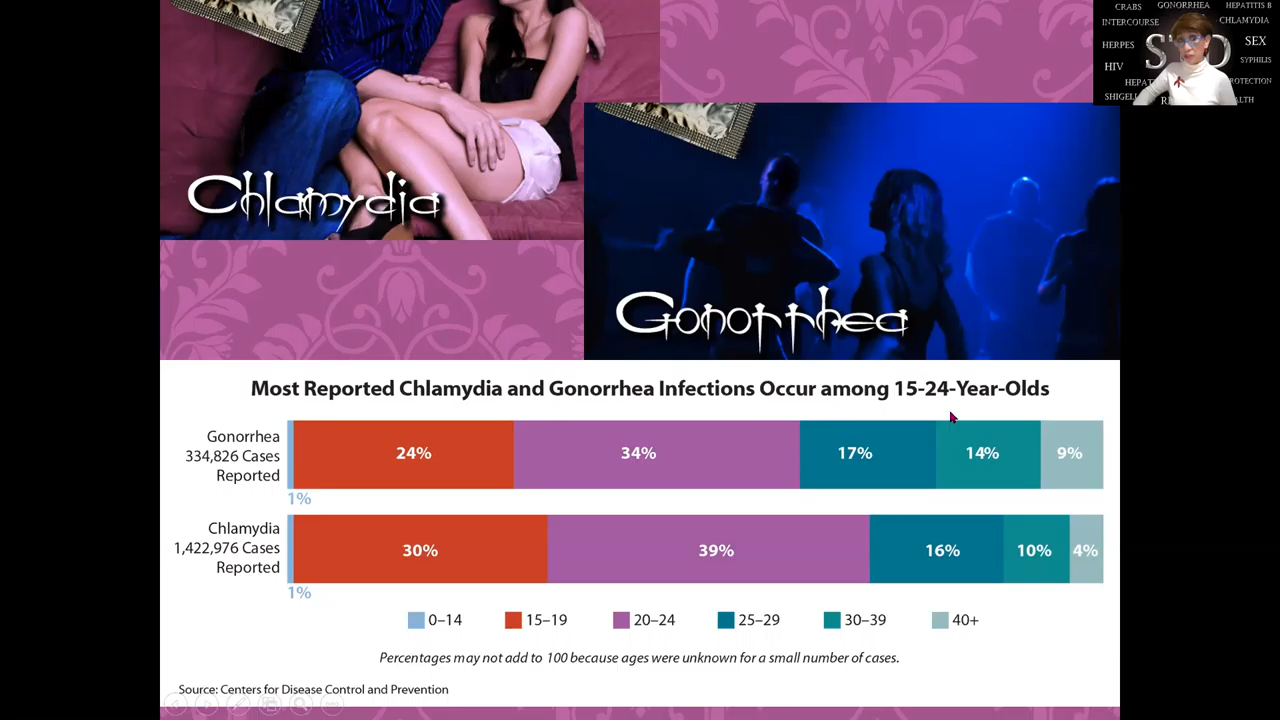 CRABS GONORRHEA HEPATITIS B
INTERCOURSE CHLAMYDIA
HERPES SEX
HIV SYPHILIS
Chlamydia
Gonorrhea
Most Reported Chlamydia and Gonorrhea Infections Occur among 15-24-Year-Olds
Gonorrhea
334,826 Cases
Reported
24% 34% 17% 14% 9%
1%
Chlamydia
1,422,976 Cases
Reported
30% 39% 16% 10% 4%
1%
0–14 15–19 20–24 25–29 30–39 40+
Percentages may not add to 100 because ages were unknown for a small number of cases.
Source: Centers for Disease Control and Prevention